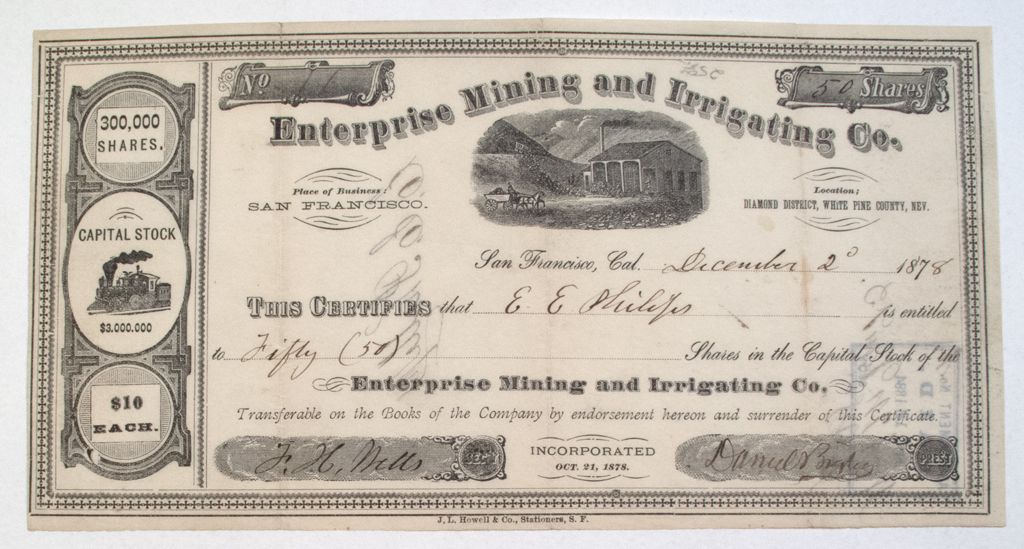 No
50 Shares
Enterprise Mining and Irrigating Co.
300,000
SHARES.
CAPITAL STOCK
$3.000.000
$10
EACH.
Place of Business:
SAN FRANCISCO.
Location;
DIAMOND DISTRICT, WHITE PINE COUNTY, NEV.
San Francisco, Cal. December 2d 1878
THIS CERTIFIES that E E Philips is entitled
to Fifty (50) Shares in the Capital Stock of the
Enterprise Mining and Irrigating Co.
Transferable on the Books of the Company by endorsement hereon and surrender of this Certificate.
F. H. Wells SECT
INCORPORATED
OCT. 21, 1878.
Daniel PREST
J. L. Howell & Co., Stationers, S. F.